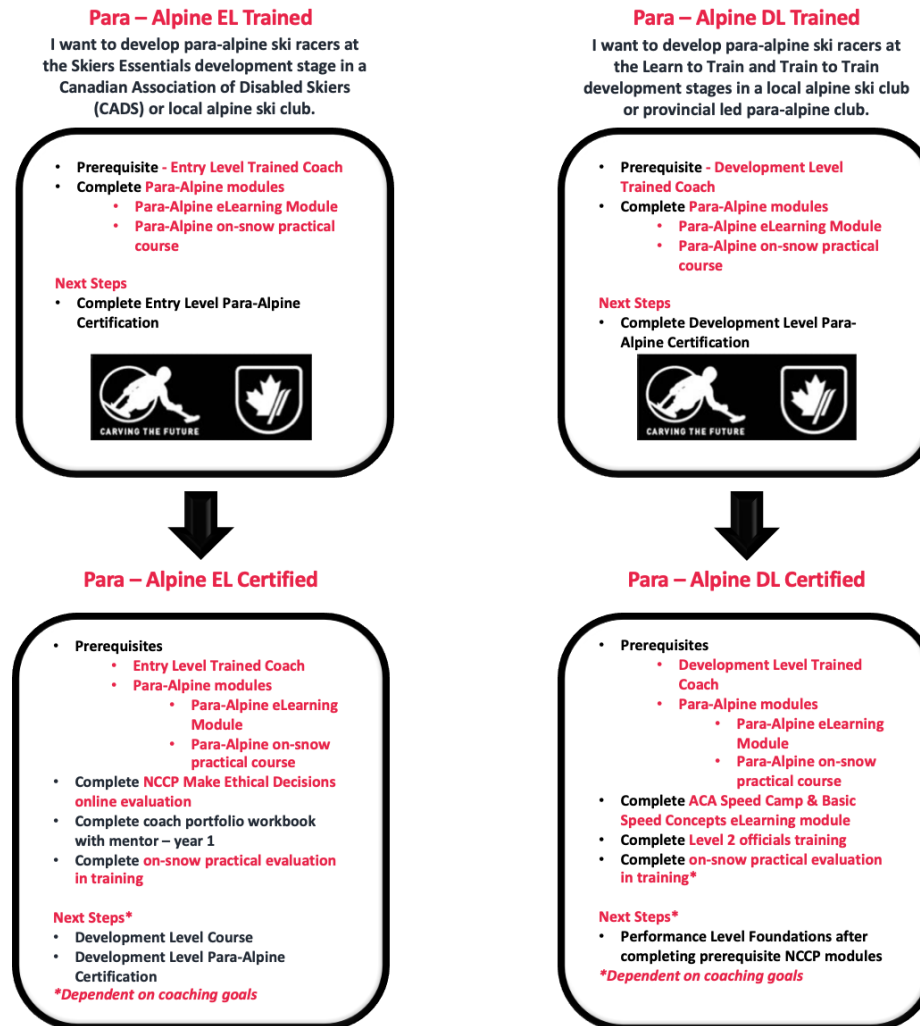 Para – Alpine EL Trained
I want to develop para-alpine ski racers at
the Skiers Essentials development stage in a
Canadian Association of Disabled Skiers
(CADS) or local alpine ski club.
• Prerequisite - Entry Level Trained Coach
• Complete Para-Alpine modules
• Para-Alpine eLearning Module
• Para-Alpine on-snow practical
course
Next Steps
• Complete Entry Level Para-Alpine
Certification
CARVING THE FUTURE
Para – Alpine EL Certified
• Prerequisites
• Entry Level Trained Coach
• Para-Alpine modules
• Para-Alpine eLearning
Module
• Para-Alpine on-snow
practical course
• Complete NCCP Make Ethical Decisions
online evaluation
• Complete coach portfolio workbook
with mentor – year 1
• Complete on-snow practical evaluation
in training
Next Steps*
• Development Level Course
• Development Level Para-Alpine
Certification
*Dependent on coaching goals
Para – Alpine DL Trained
I want to develop para-alpine ski racers at
the Learn to Train and Train to Train
development stages in a local alpine ski club
or provincial led para-alpine club.
• Prerequisite - Development Level
Trained Coach
• Complete Para-Alpine modules
• Para-Alpine eLearning Module
• Para-Alpine on-snow practical
course
Next Steps
• Complete Development Level Para-
Alpine Certification
CARVING THE FUTURE
Para – Alpine DL Certified
• Prerequisites
• Development Level Trained
Coach
• Para-Alpine modules
• Para-Alpine eLearning
Module
• Para-Alpine on-snow
practical course
• Complete ACA Speed Camp & Basic
Speed Concepts eLearning module
• Complete Level 2 officials training
• Complete on-snow practical evaluation
in training*
Next Steps*
• Performance Level Foundations after
completing prerequisite NCCP modules
*Dependent on coaching goals